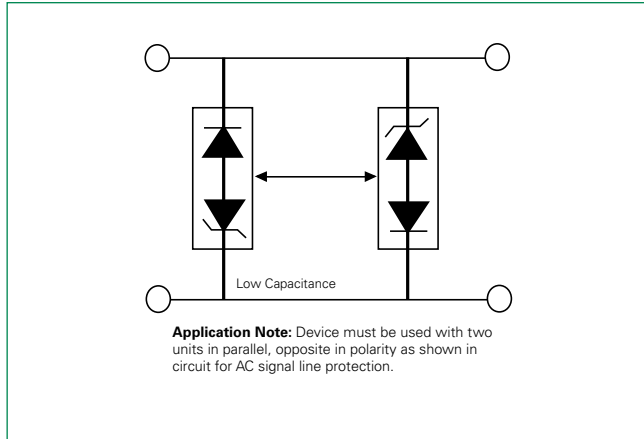 Low Capacitance
Application Note: Device must be used with two
units in parallel, opposite in polarity as shown in
circuit for AC signal line protection.